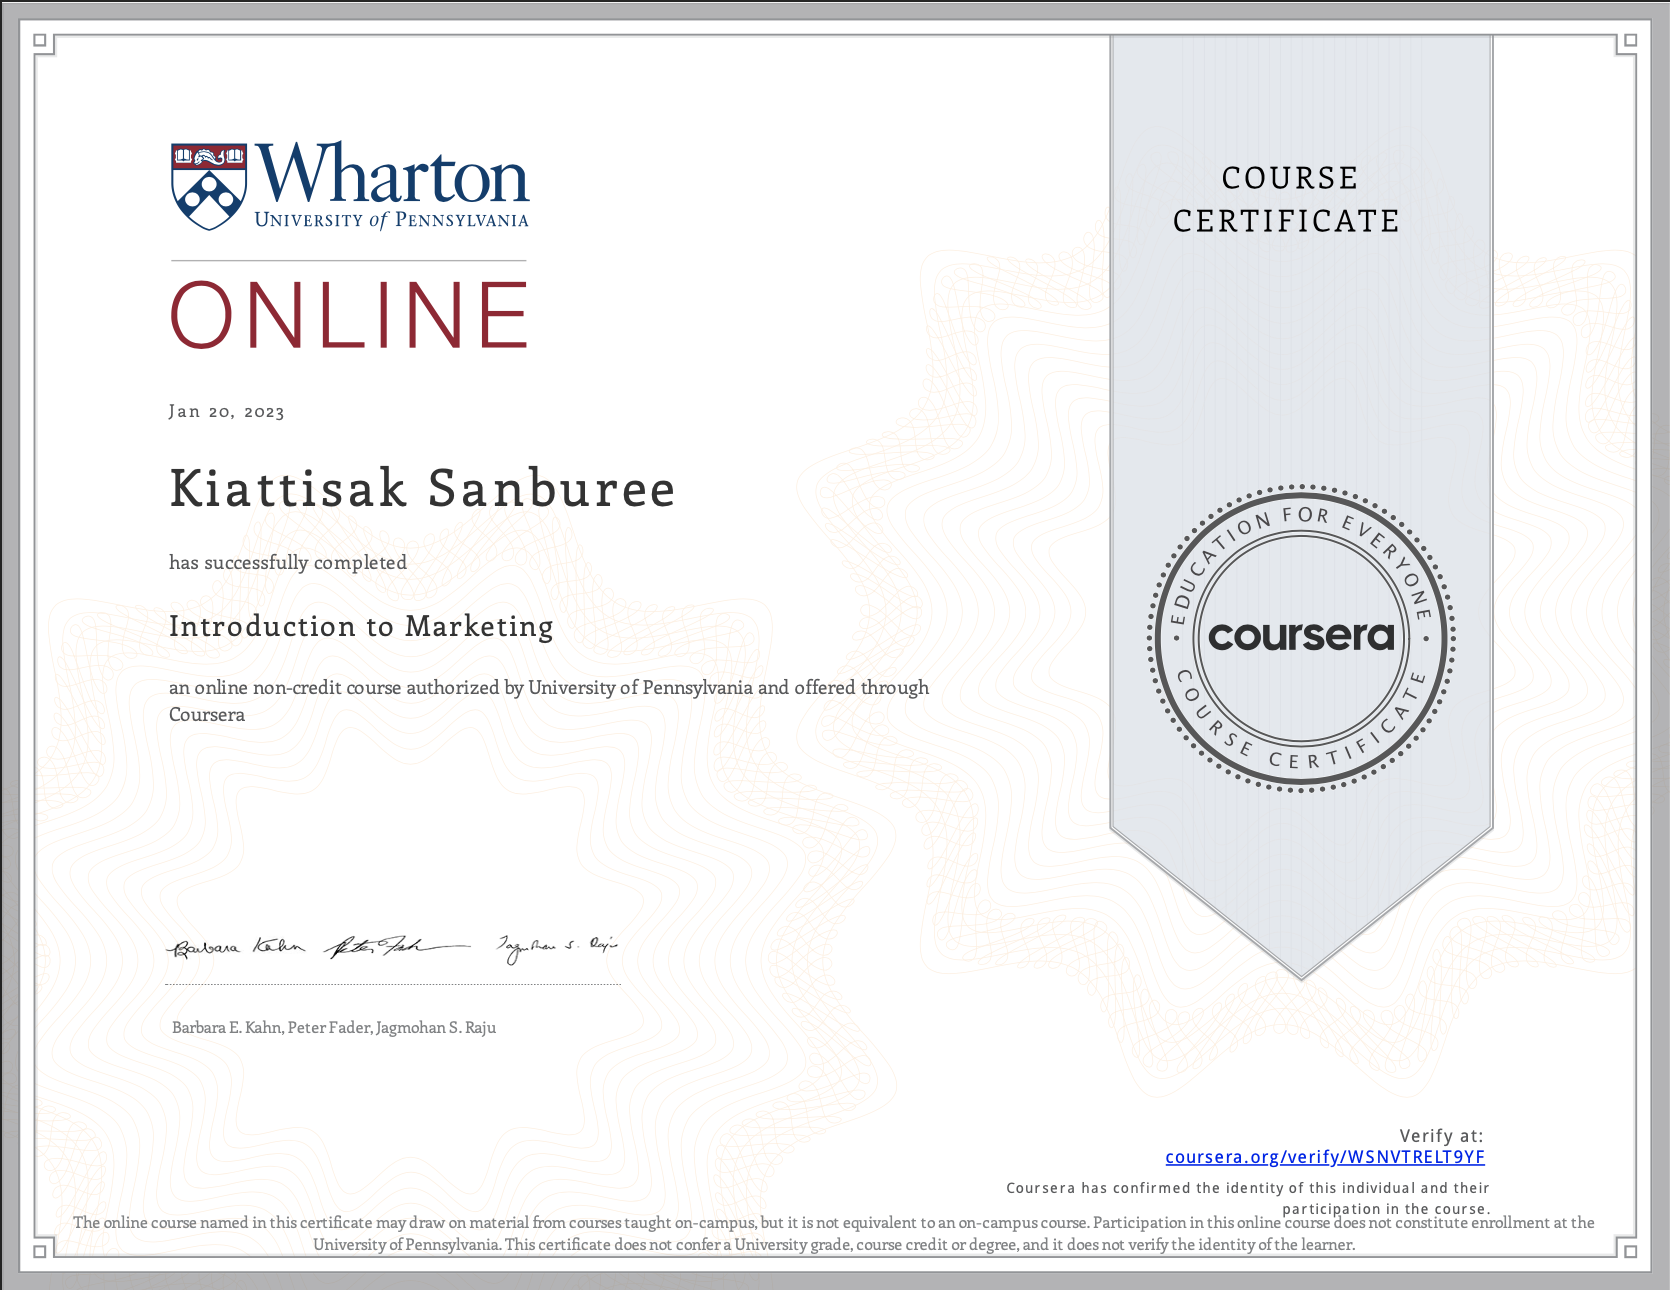 Wharton
UNIVERSITY of PENNSYLVANIA
ONLINE
Jan 20, 2023
Kiattisak Sanburee
has successfully completed
Introduction to Marketing
an online non-credit course authorized by University of Pennsylvania and offered through
Coursera
Barbara Kahn Peter Fader Jagmohan S. Raju
Barbara E. Kahn, Peter Fader, Jagmohan S. Raju
COURSE
CERTIFICATE
EDUCATION FOR EVERYONE
coursera
COURSE CERTIFICATE
Verify at:
coursera.org/verify/WSNVTRELT9YF
Coursera has confirmed the identity of this individual and their
participation in the course.
The online course named in this certificate may draw on material from courses taught on-campus, but it is not equivalent to an on-campus course. Participation in this online course does not constitute enrollment at the
University of Pennsylvania. This certificate does not confer a University grade, course credit or degree, and it does not verify the identity of the learner.